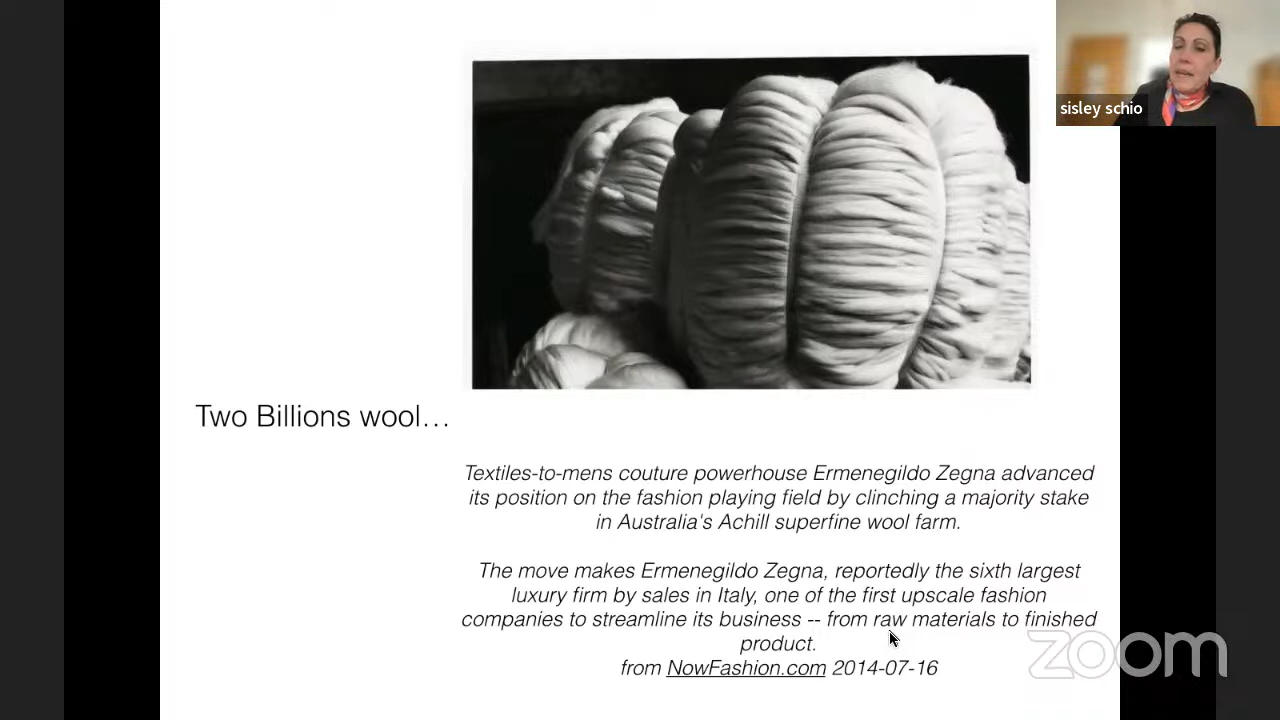 sisley schio
Two Billions wool…
Textiles-to-mens couture powerhouse Ermenegildo Zegna advanced
its position on the fashion playing field by clinching a majority stake
in Australia's Achill superfine wool farm.
The move makes Ermenegildo Zegna, reportedly the sixth largest
luxury firm by sales in Italy, one of the first upscale fashion
companies to streamline its business -- from raw materials to finished
product.
from NowFashion.com 2014-07-16
zoom